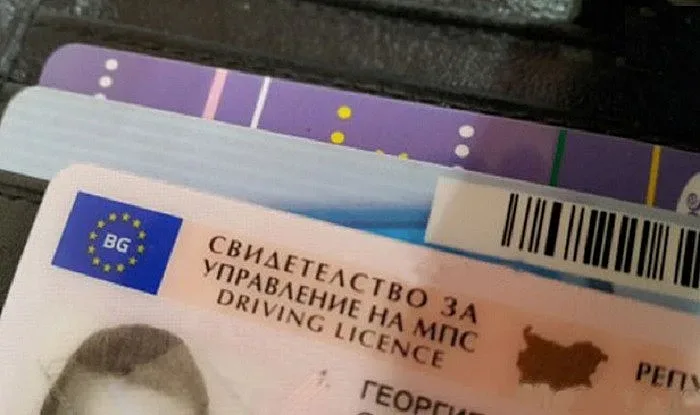 BG
СВИДЕТЕЛСТВО ЗА
УПРАВЛЕНИЕ НА МПС
DRIVING LICENCE